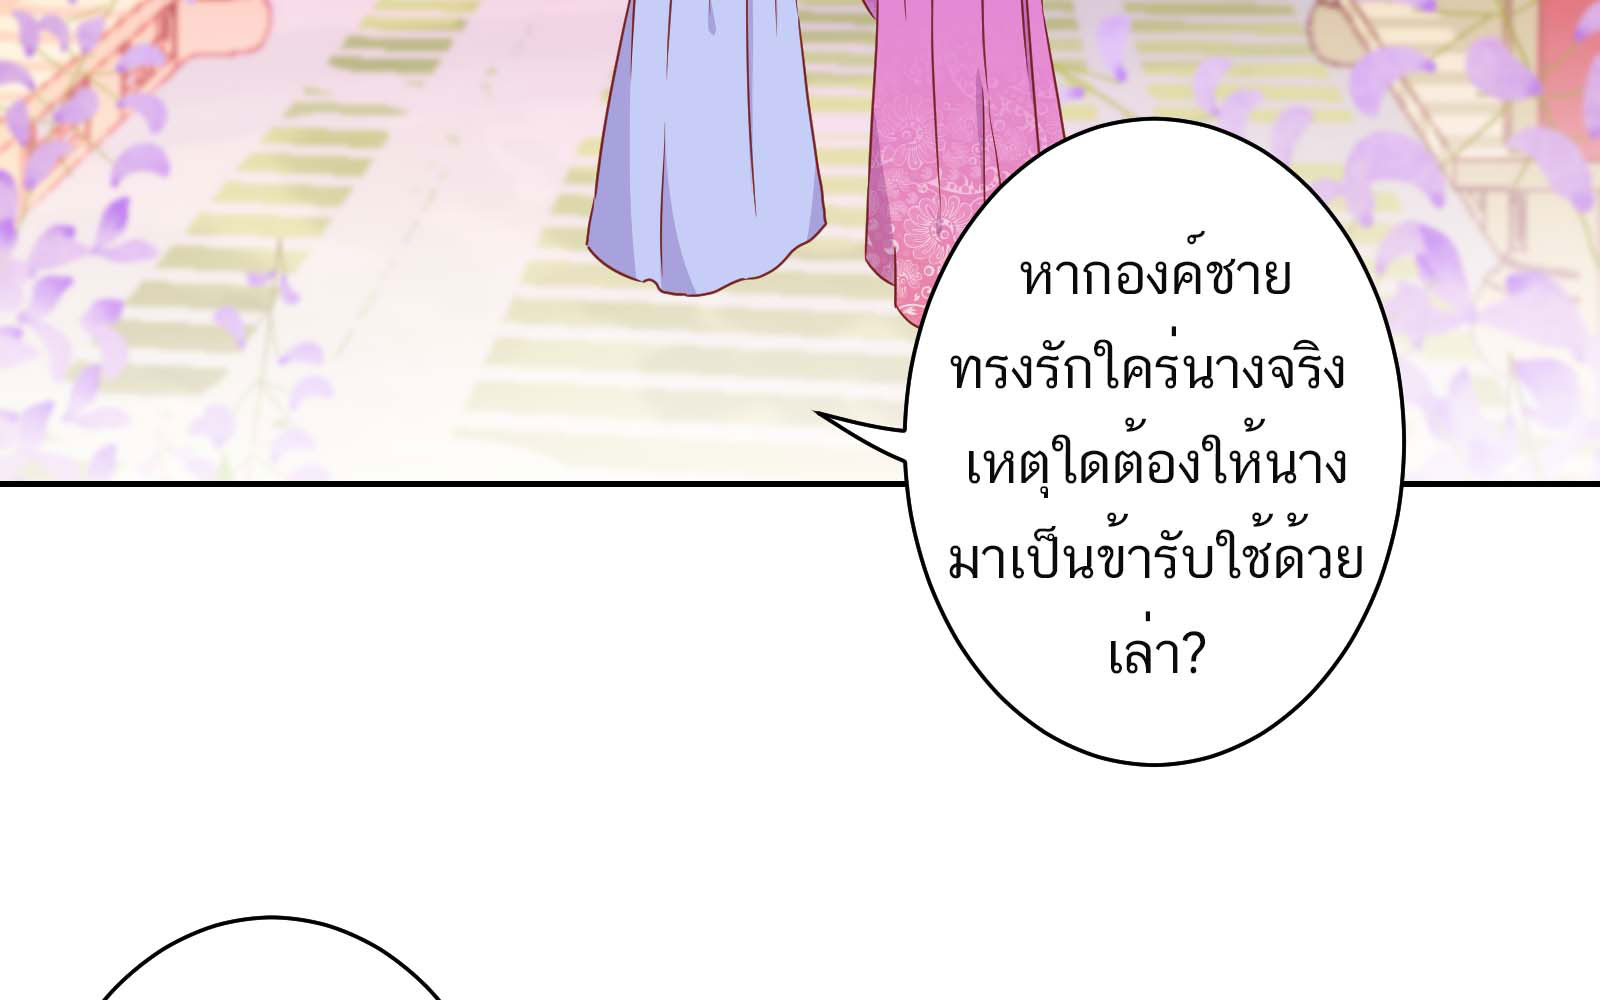 หากองค์ชาย
ทรงรักใคร่นางจริง
เหตุใดต้องให้นาง
มาเป็นข้ารับใช้ด้วย
เล่า?